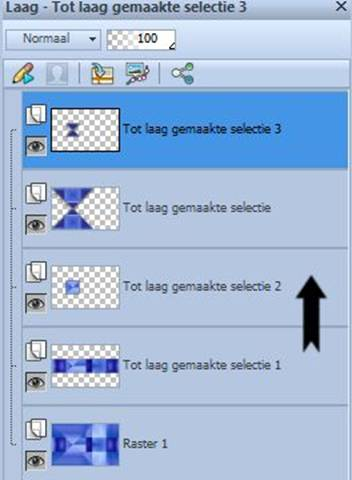 Laag - Tot laag gemaakte selectie 3
Normaal
100
Tot laag gemaakte selectie 3
Tot laag gemaakte selectie
Tot laag gemaakte selectie 2
Tot laag gemaakte selectie 1
Raster 1